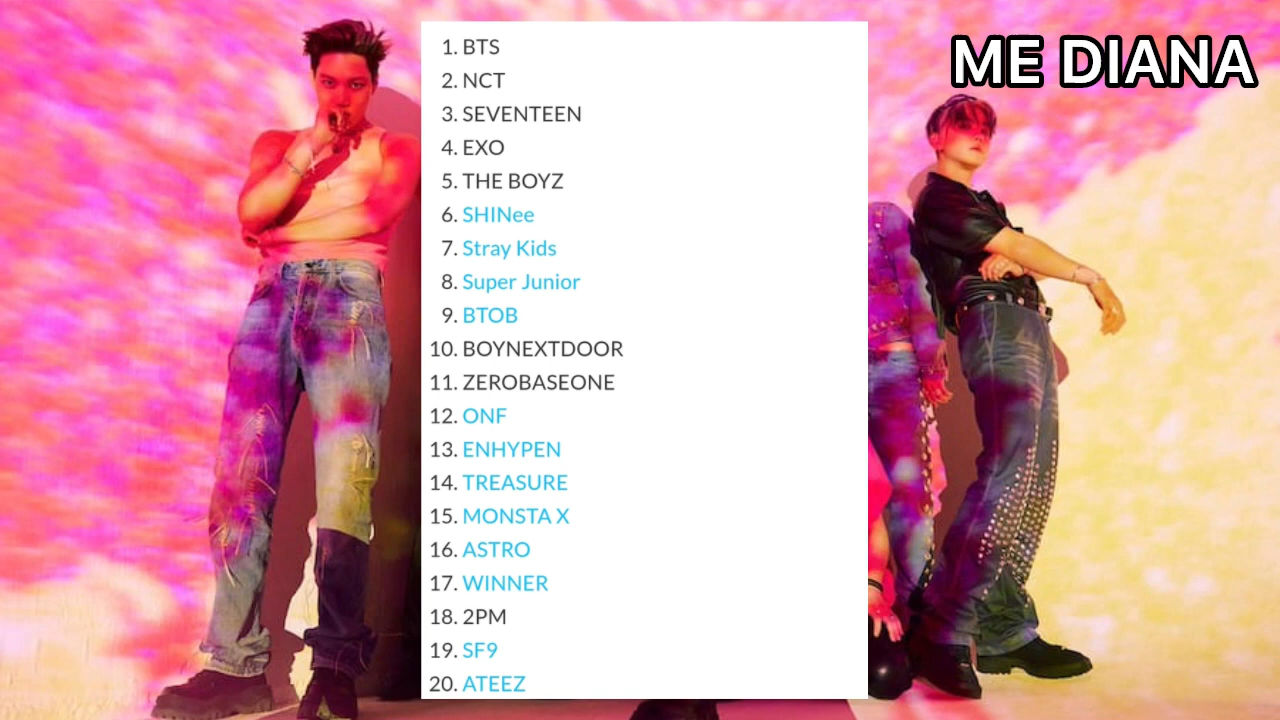 ME DIANA
1. BTS
2. NCT
3. SEVENTEEN
4. EXO
5. THE BOYZ
6. SHINee
7. Stray Kids
8. Super Junior
9. BTOB
10. BOYNEXTDOOR
11. ZEROBASEONE
12. ONF
13. ENHYPEN
14. TREASURE
15. MONSTA X
16. ASTRO
17. WINNER
18. 2PM
19. SF9
20. ATEEZ